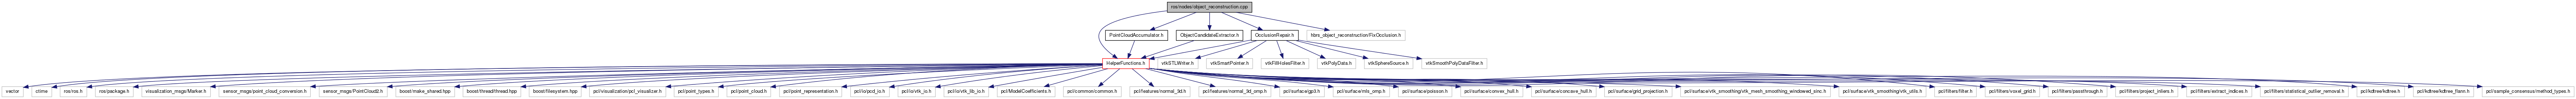 ros/nodes/object_reconstruction.cpp
PointCloudAccumulator.h
ObjectCandidateExtractor.h
OcclusionRepair.h
hbrs_object_reconstruction/FixOcclusion.h
HelperFunctions.h
vtkSTLWriter.h
vtkSmartPointer.h
vtkFillHolesFilter.h
vtkPolyData.h
vtkSphereSource.h
vtkSmoothPolyDataFilter.h
vector
ctime
ros/ros.h
ros/package.h
visualization_msgs/Marker.h
sensor_msgs/point_cloud_conversion.h
sensor_msgs/PointCloud2.h
boost/make_shared.hpp
boost/thread/thread.hpp
boost/filesystem.hpp
pcl/visualization/pcl_visualizer.h
pcl/point_types.h
pcl/point_cloud.h
pcl/point_representation.h
pcl/io/pcd_io.h
pcl/io/vtk_io.h
pcl/io/vtk_lib_io.h
pcl/ModelCoefficients.h
pcl/common/common.h
pcl/features/normal_3d.h
pcl/features/normal_3d_omp.h
pcl/surface/gp3.h
pcl/surface/mls_omp.h
pcl/surface/poisson.h
pcl/surface/convex_hull.h
pcl/surface/concave_hull.h
pcl/surface/grid_projection.h
pcl/surface/vtk_smoothing/vtk_mesh_smoothing_windowed_sinc.h
pcl/surface/vtk_smoothing/vtk_utils.h
pcl/filters/filter.h
pcl/filters/voxel_grid.h
pcl/filters/passthrough.h
pcl/filters/project_inliers.h
pcl/filters/extract_indices.h
pcl/filters/statistical_outlier_removal.h
pcl/kdtree/kdtree.h
pcl/kdtree/kdtree_flann.h
pcl/sample_consensus/method_types.h